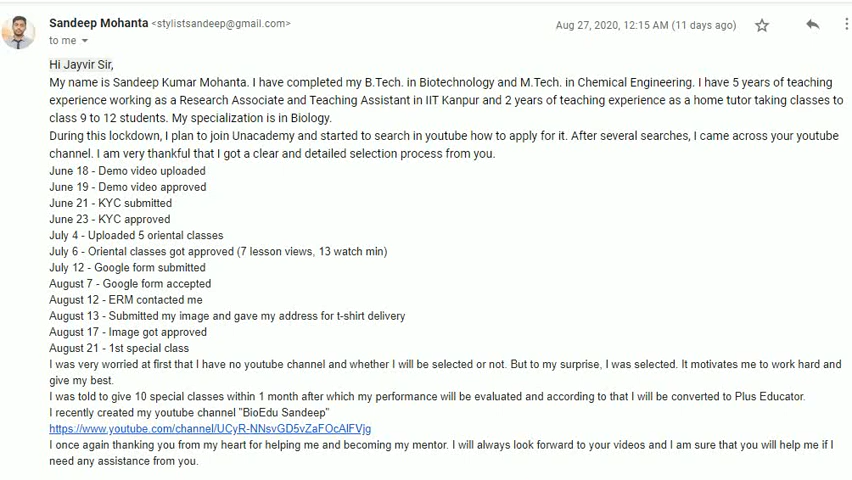 Sandeep Mohanta <stylistsandeep@gmail.com>
Aug 27, 2020, 12:15 AM (11 days ago)
to me
Hi Jayvir Sir,
My name is Sandeep Kumar Mohanta. I have completed my B.Tech. in Biotechnology and M.Tech. in Chemical Engineering. I have 5 years of teaching
experience working as a Research Associate and Teaching Assistant in IIT Kanpur and 2 years of teaching experience as a home tutor taking classes to
class 9 to 12 students. My specialization is in Biology.
During this lockdown, I plan to join Unacademy and started to search in youtube how to apply for it. After several searches, I came across your youtube
channel. I am very thankful that I got a clear and detailed selection process from you.
June 18 - Demo video uploaded
June 19 - Demo video approved
June 21 - KYC submitted
June 23 - KYC approved
July 4 - Uploaded 5 oriental classes
July 6 - Oriental classes got approved (7 lesson views, 13 watch min)
July 12 - Google form submitted
August 7 - Google form accepted
August 12 - ERM contacted me
August 13 - Submitted my image and gave my address for t-shirt delivery
August 17 - Image got approved
August 21 - 1st special class
I was very worried at first that I have no youtube channel and whether I will be selected or not. But to my surprise, I was selected. It motivates me to work hard and
give my best.
I was told to give 10 special classes within 1 month after which my performance will be evaluated and according to that I will be converted to Plus Educator.
I recently created my youtube channel "BioEdu Sandeep"
https://www.youtube.com/channel/UCyR-NNsvGD5vZaFOcAlFVjg
I once again thanking you from my heart for helping me and becoming my mentor. I will always look forward to your videos and I am sure that you will help me if I
need any assistance from you.